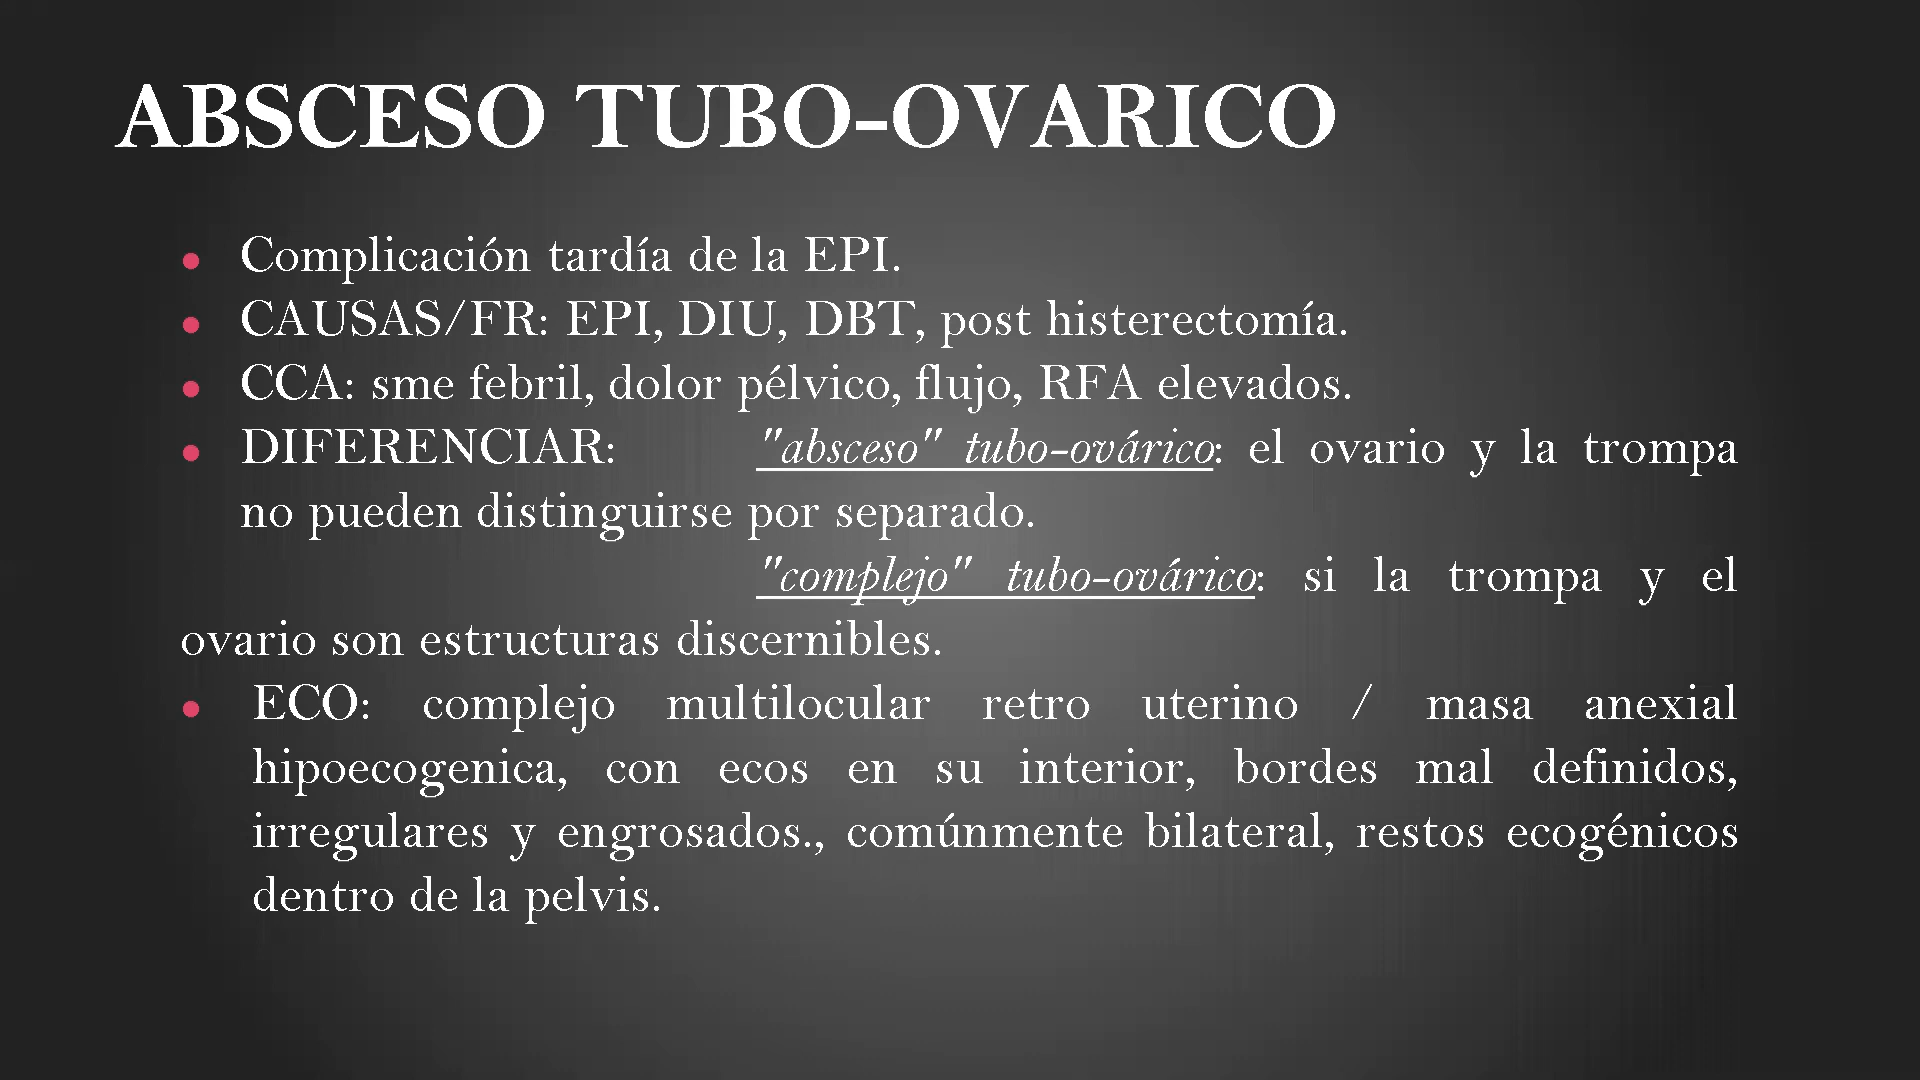 ABSCESO TUBO-OVARICO
• Complicación tardía de la EPI.
• CAUSAS/FR: EPI, DIU, DBT, post histerectomía.
• CCA: sme febril, dolor pélvico, flujo, RFA elevados.
• DIFERENCIAR: "absceso" tubo-ovárico: el ovario y la trompa
no pueden distinguirse por separado.
"complejo" tubo-ovárico: si la trompa y el
ovario son estructuras discernibles.
• ECO: complejo multilocular retro uterino / masa anexial
hipoecogenica, con ecos en su interior, bordes mal definidos,
irregulares y engrosados., comúnmente bilateral, restos ecogénicos
dentro de la pelvis.